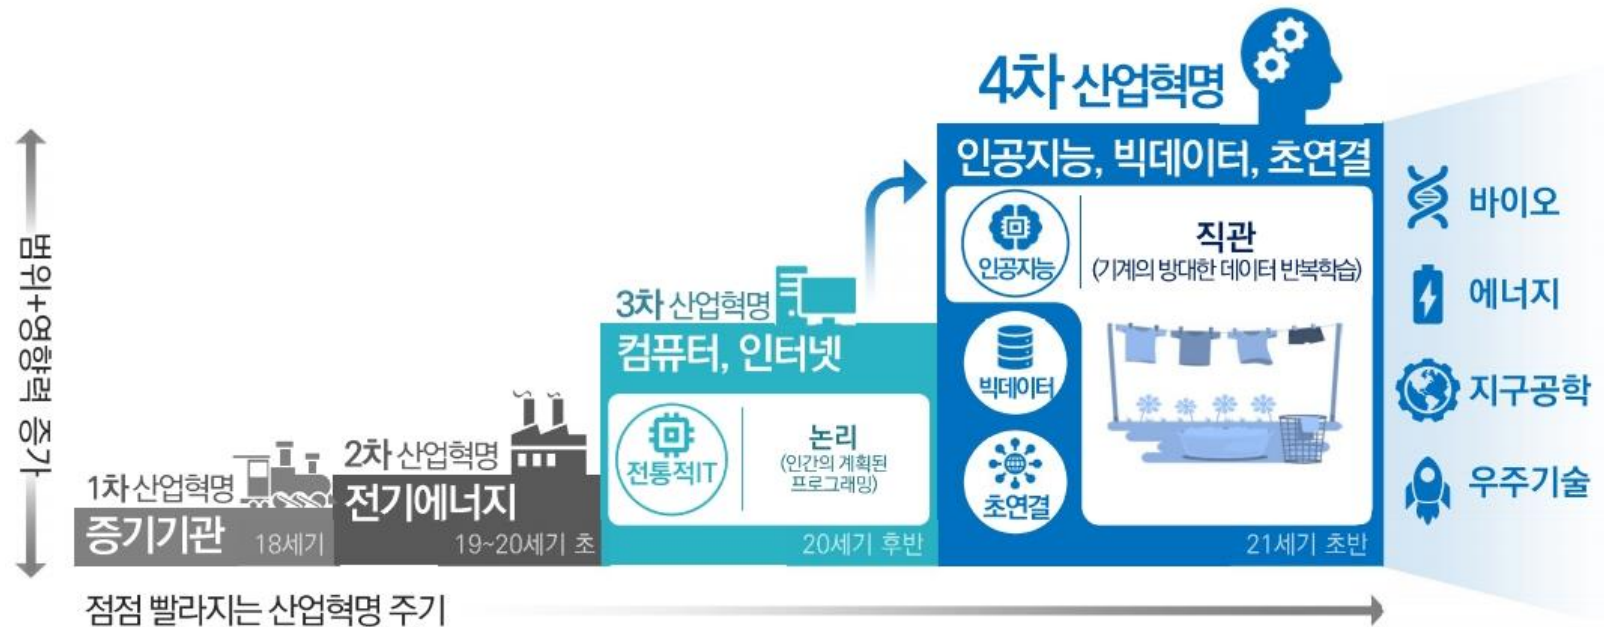 4차 산업혁명
인공지능, 빅데이터, 초연결
인공지능
직관
(기계의 방대한 데이터 반복학습)
빅데이터
초연결
21세기 초반
바이오
에너지
지구공학
우주기술
3차 산업혁명
컴퓨터, 인터넷
전통적IT
논리
(인간의 계획된
프로그래밍)
20세기 후반
2차 산업혁명
전기에너지
19~20세기 초
1차 산업혁명
증기기관
18세기
범위+영향력 증가
점점 빨라지는 산업혁명 주기